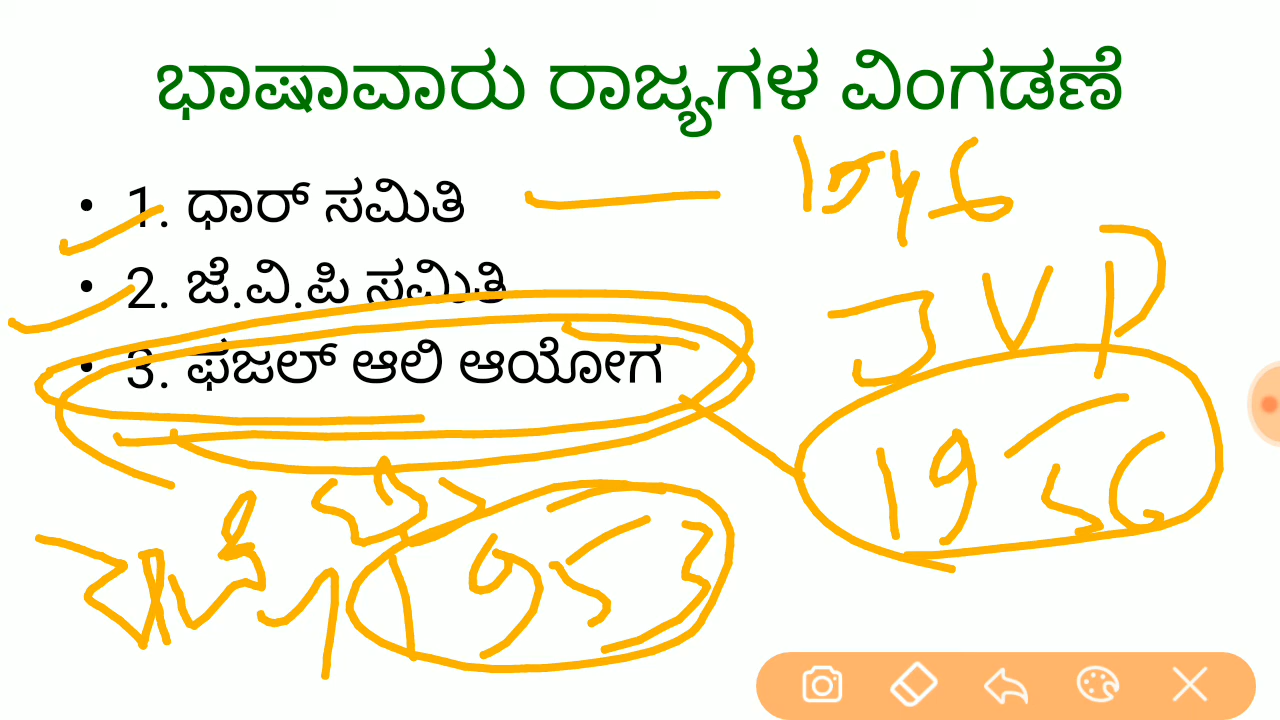 ಭಾಷಾವಾರು ರಾಜ್ಯಗಳ ವಿಂಗಡಣೆ
• 1. ಧಾರ್ ಸಮಿತಿ
• 2. ಜೆ.ವಿ.ಪಿ ಸಮಿತಿ
JVP
• 3. ಫಜಲ್ ಆಲಿ ಆಯೋಗ
1956
1953